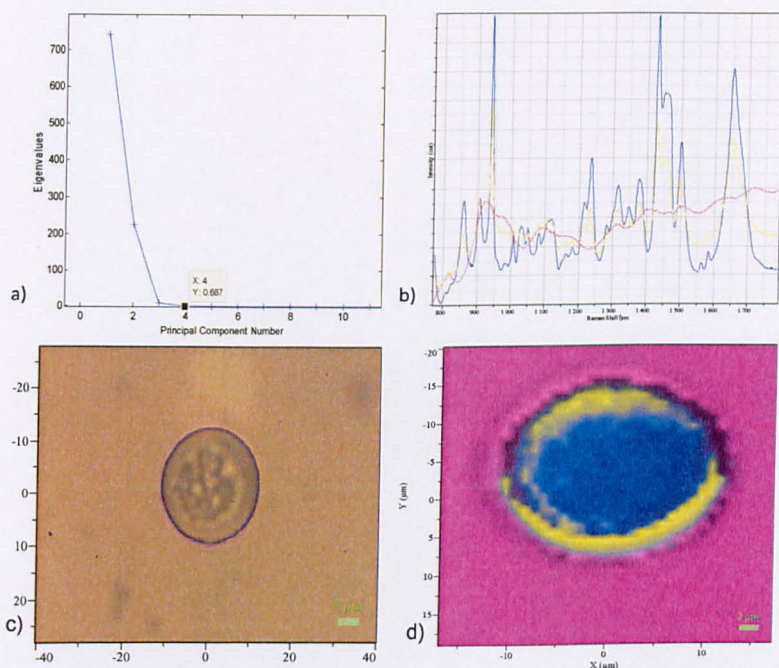 700
600
500
400
300
200
100
0
Eigenvalues
X: 4
Y: 0.687
0 2 4 6 8 10
Principal Component Number
a)
Intensity (cnt)
800 900 1 000 1 100 1 200 1 300 1 400 1 500 1 600 1 700
b)
-20
-10
0
10
20
-40 -20 0 20 40
c)
-20
-15
-10
-5
0
5
10
15
Y (µm)
-10 0 10
X (µm)
d)